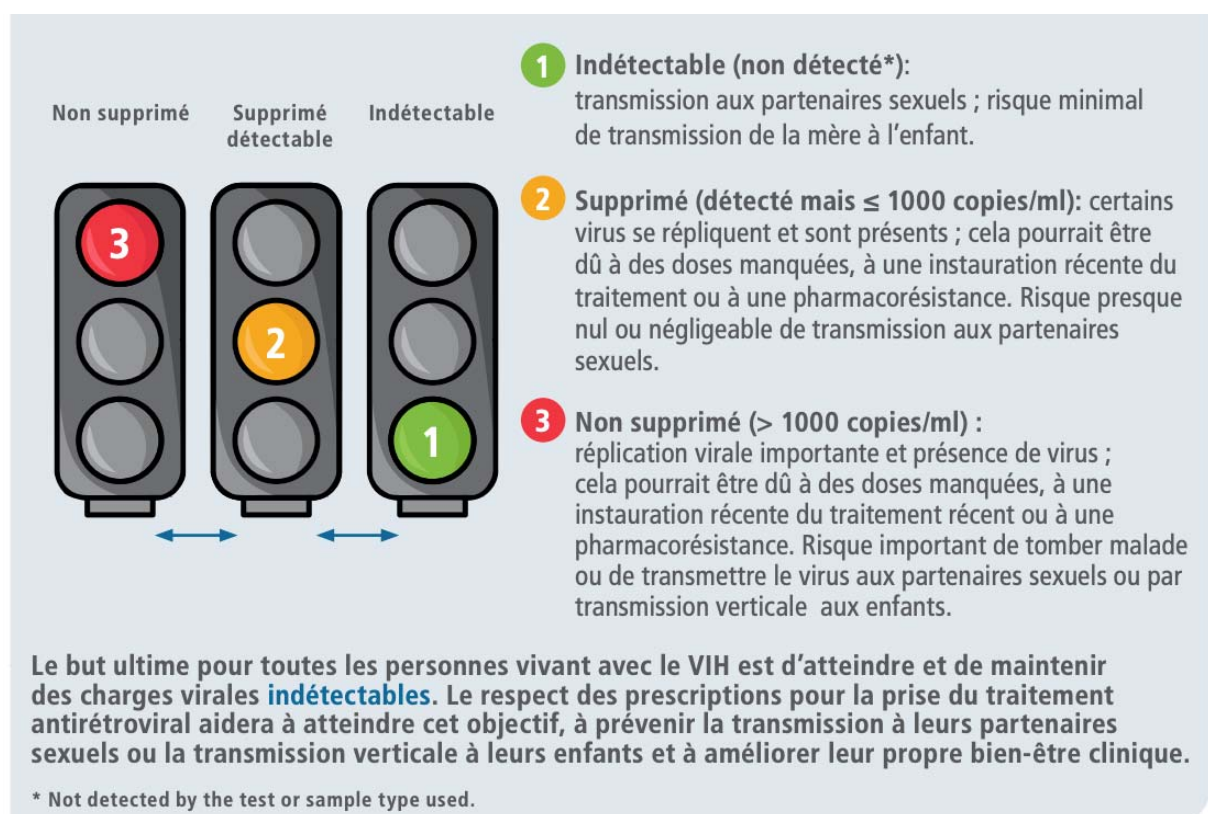 Non supprimé
Supprimé
détectable
Indétectable
3
2
1
1 Indétectable (non détecté*):
transmission aux partenaires sexuels ; risque minimal
de transmission de la mère à l'enfant.
2 Supprimé (détecté mais ≤ 1000 copies/ml): certains
virus se répliquent et sont présents ; cela pourrait être
dû à des doses manquées, à une instauration récente du
traitement ou à une pharmacorésistance. Risque presque
nul ou négligeable de transmission aux partenaires
sexuels.
3 Non supprimé (> 1000 copies/ml) :
réplication virale importante et présence de virus ;
cela pourrait être dû à des doses manquées, à une
instauration récente du traitement récent ou à une
pharmacorésistance. Risque important de tomber malade
ou de transmettre le virus aux partenaires sexuels ou par
transmission verticale aux enfants.
Le but ultime pour toutes les personnes vivant avec le VIH est d'atteindre et de maintenir
des charges virales indétectables. Le respect des prescriptions pour la prise du traitement
antirétroviral aidera à atteindre cet objectif, à prévenir la transmission à leurs partenaires
sexuels ou la transmission verticale à leurs enfants et à améliorer leur propre bien-être clinique.
* Not detected by the test or sample type used.